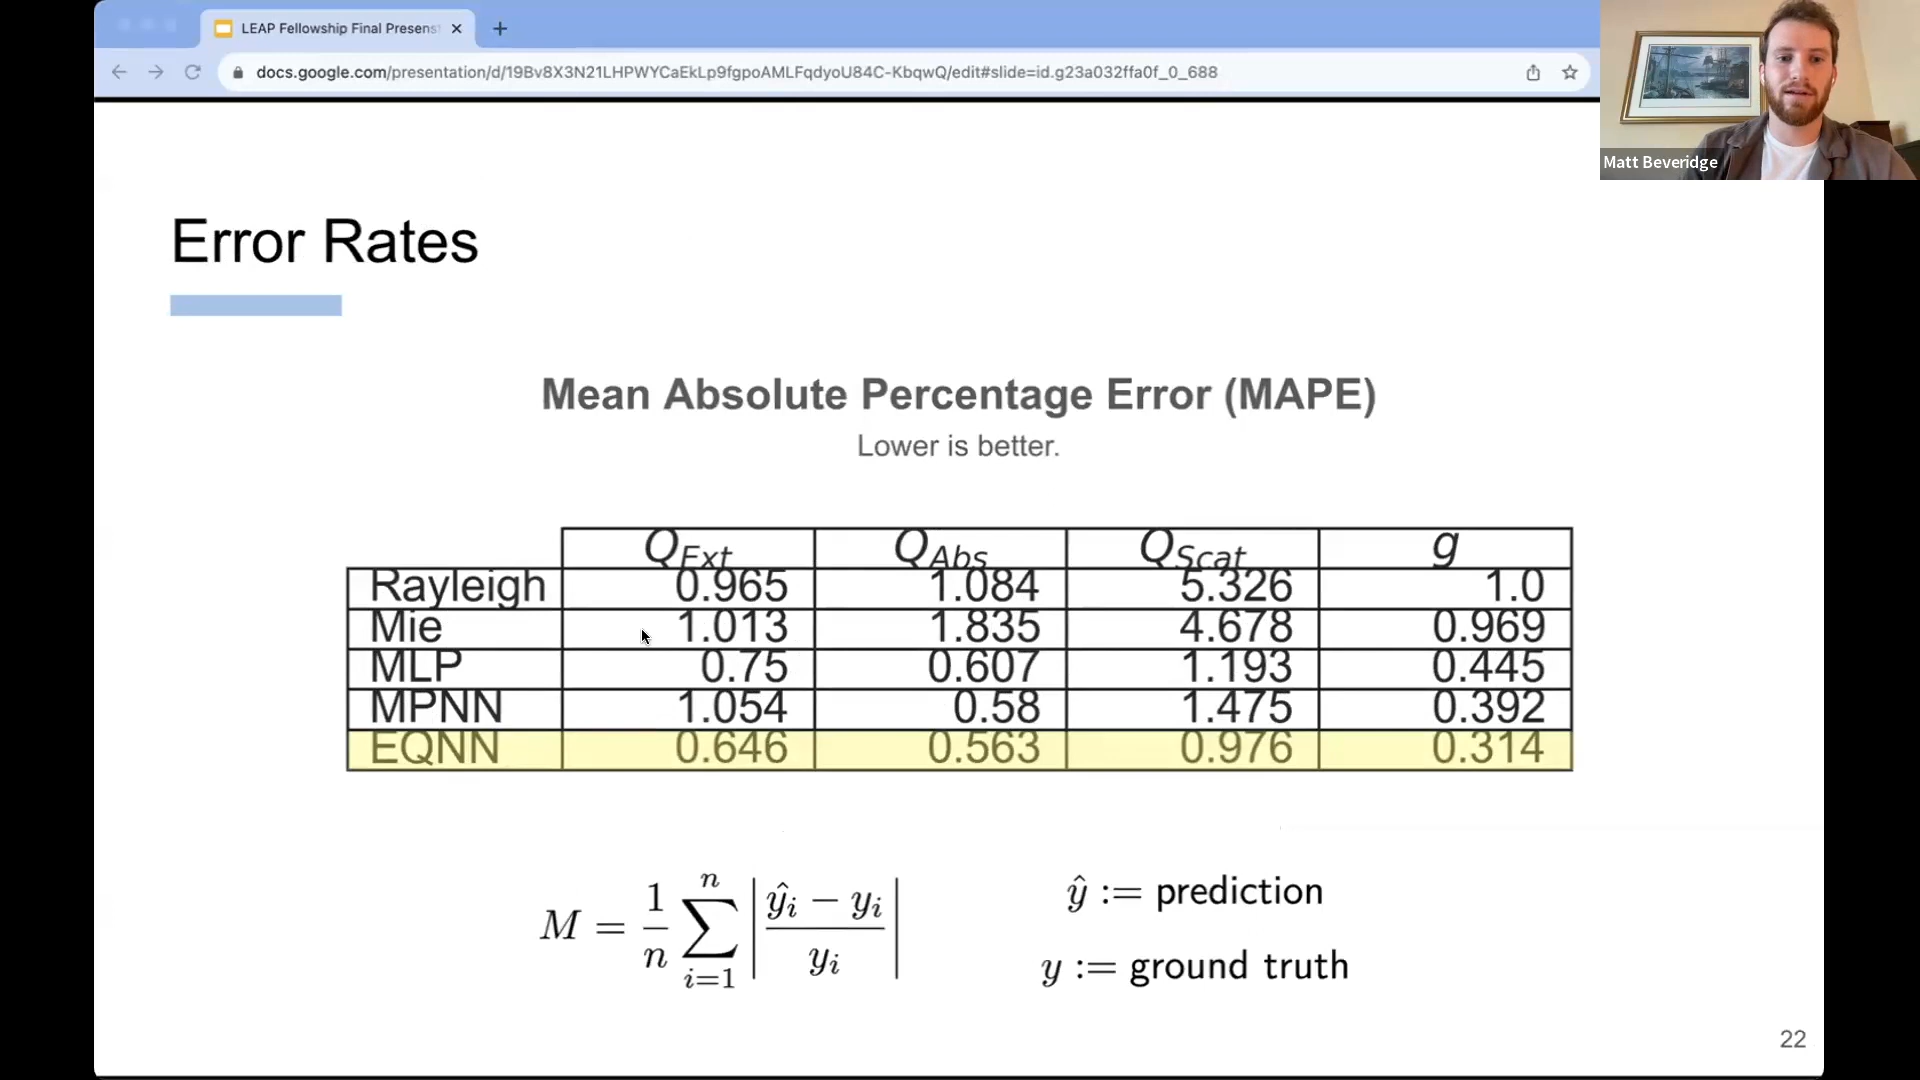 LEAP Fellowship Final Presens
docs.google.com/presentation/d/19Bv8X3N21LHPWYCaEkLp9fgpoAMLFqdyoU84C-KbqwQ/edit#slide=id.g23a032ffa0f_0_688
Matt Beveridge
Error Rates
Mean Absolute Percentage Error (MAPE)
Lower is better.
Q_Ext Q_Abs Q_Scat g
Rayleigh 0.965 1.084 5.326 1.0
Mie 1.013 1.835 4.678 0.969
MLP 0.75 0.607 1.193 0.445
MPNN 1.054 0.58 1.475 0.392
EQNN 0.646 0.563 0.976 0.314
M = 1/n ∑_{i=1}^{n} |(ŷ_i − y_i)/y_i|
ŷ := prediction
y := ground truth
22